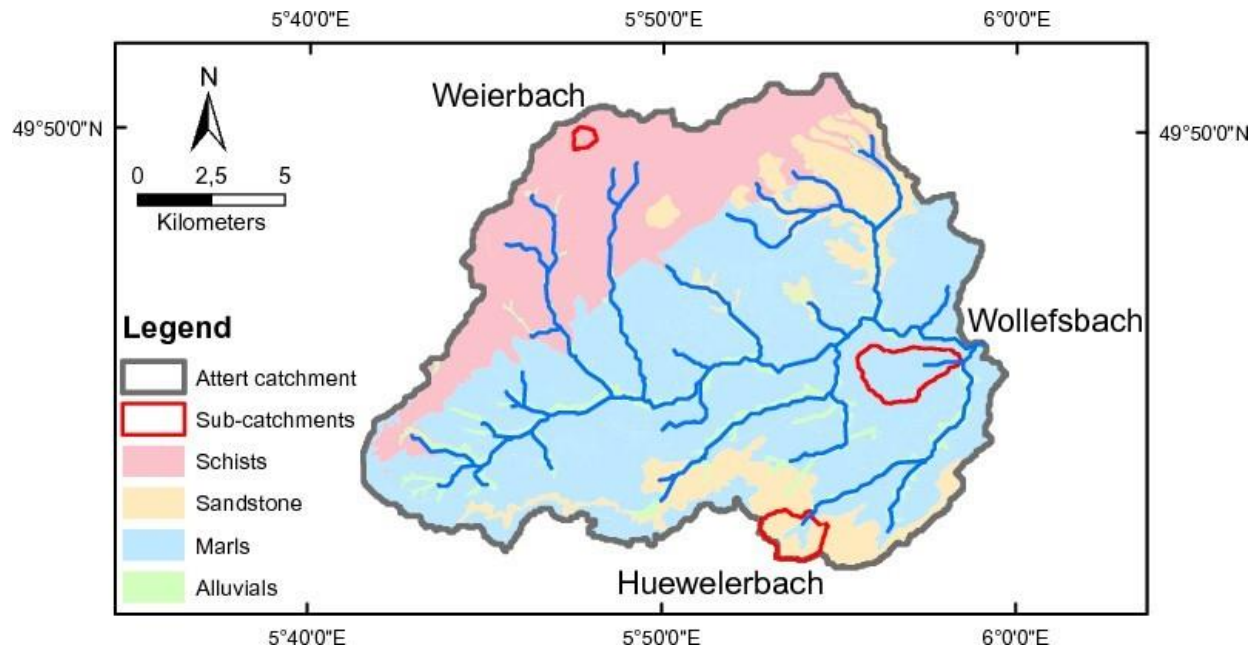 5°40'0"E 5°50'0"E 6°0'0"E
N
Weierbach
49°50'0"N 49°50'0"N
0 2,5 5
Kilometers
Legend
Wollefsbach
Attert catchment
Sub-catchments
Schists
Sandstone
Marls
Huewelerbach
Alluvials
5°40'0"E 5°50'0"E 6°0'0"E